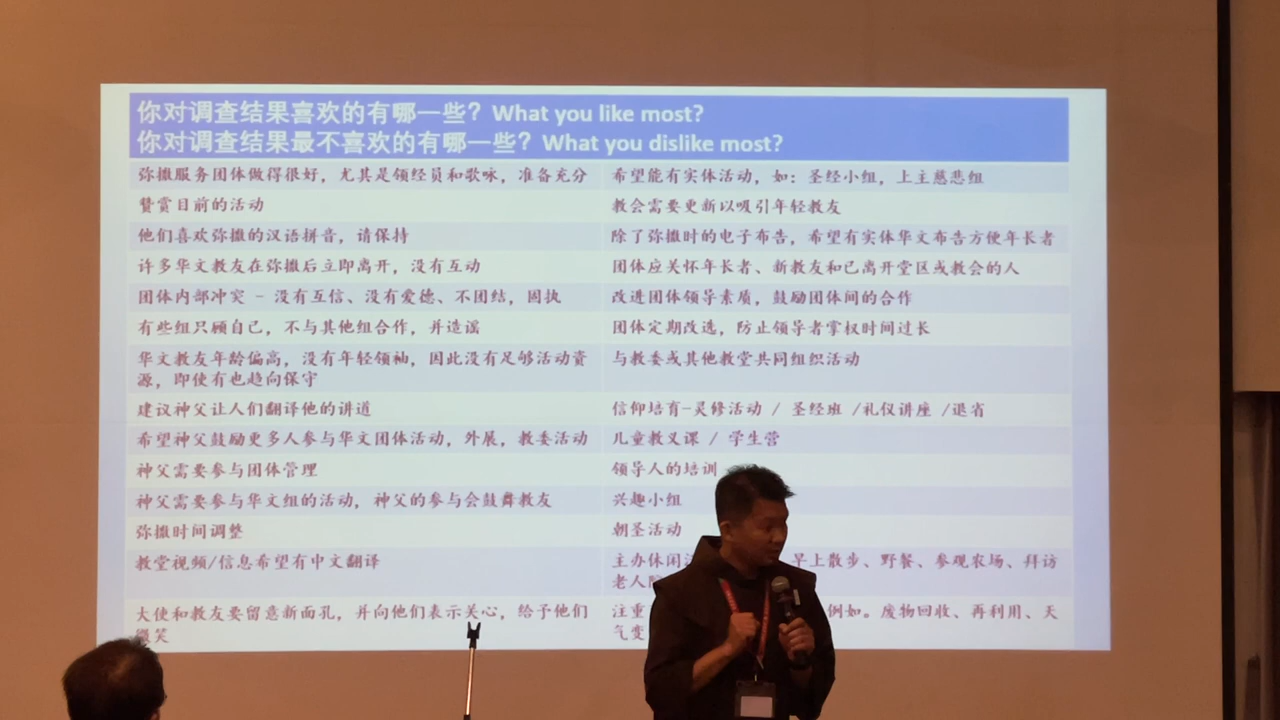 你对调查结果喜欢的有哪一些？What you like most?
你对调查结果最不喜欢的有哪一些？What you dislike most?
弥撒服务团体做得很好，尤其是领经员和歌咏，准备充分
希望能有实体活动，如：圣经小组，上主慈悲组
赞赏目前的活动
教会需要更新以吸引年轻教友
他们喜欢弥撒的汉语拼音，请保持
除了弥撒时的电子布告，希望有实体华文布告方便年长者
许多华文教友在弥撒后立即离开，没有互动
团体应关怀年长者、新教友和已离开堂区或教会的人
团体内部冲突 - 没有互信、没有爱德、不团结，固执
改进团体领导素质，鼓励团体间的合作
有些组只顾自己，不与其他组合作，并造谣
团体定期改选，防止领导者掌权时间过长
华文教友年龄偏高，没有年轻领袖，因此没有足够活动资
源，即使有也趋向保守
与教委或其他教堂共同组织活动
建议神父让人们翻译他的讲道
信仰培育-灵修活动 / 圣经班 /礼仪讲座 /退省
希望神父鼓励更多人参与华文团体活动，外展，教委活动
儿童教义课 / 学生营
神父需要参与团体管理
领导人的培训
神父需要参与华文组的活动，神父的参与会鼓舞教友
兴趣小组
弥撒时间调整
朝圣活动
教堂视频/信息希望有中文翻译
主办休闲 早上散步、野餐、参观农场、拜访
老人
大使和教友要留意新面孔，并向他们表示关心，给予他们
微笑
注重 例如。废物回收、再利用、天
气变